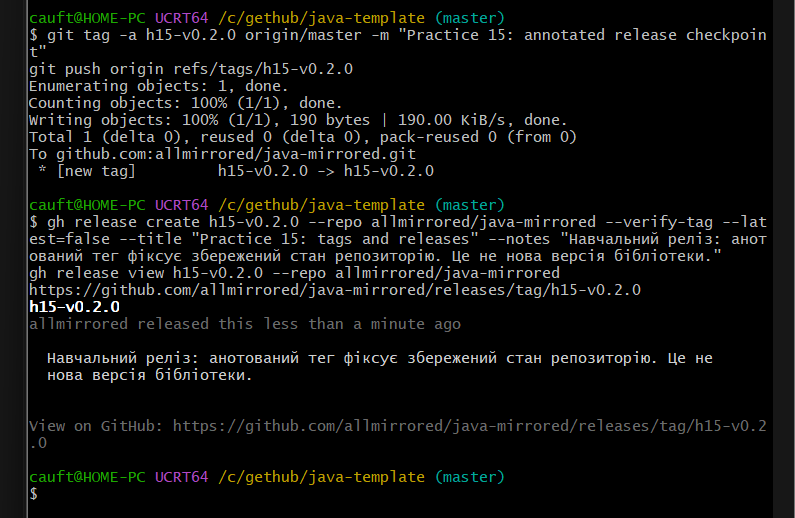 cauft@HOME-PC UCRT64 /c/gethub/java-template (master)
$ git tag -a h15-v0.2.0 origin/master -m "Practice 15: annotated release checkpoin
t"
git push origin refs/tags/h15-v0.2.0
Enumerating objects: 1, done.
Counting objects: 100% (1/1), done.
Writing objects: 100% (1/1), 190 bytes | 190.00 KiB/s, done.
Total 1 (delta 0), reused 0 (delta 0), pack-reused 0 (from 0)
To github.com:allmirrored/java-mirrored.git
 * [new tag]         h15-v0.2.0 -> h15-v0.2.0
cauft@HOME-PC UCRT64 /c/gethub/java-template (master)
$ gh release create h15-v0.2.0 --repo allmirrored/java-mirrored --verify-tag --lat
est=false --title "Practice 15: tags and releases" --notes "Навчальний реліз: анот
ований тег фіксує збережений стан репозиторію. Це не нова версія бібліотеки."
gh release view h15-v0.2.0 --repo allmirrored/java-mirrored
https://github.com/allmirrored/java-mirrored/releases/tag/h15-v0.2.0
h15-v0.2.0
allmirrored released this less than a minute ago
Навчальний реліз: анотований тег фіксує збережений стан репозиторію. Це не
нова версія бібліотеки.
View on GitHub: https://github.com/allmirrored/java-mirrored/releases/tag/h15-v0.2
.0
cauft@HOME-PC UCRT64 /c/gethub/java-template (master)
$